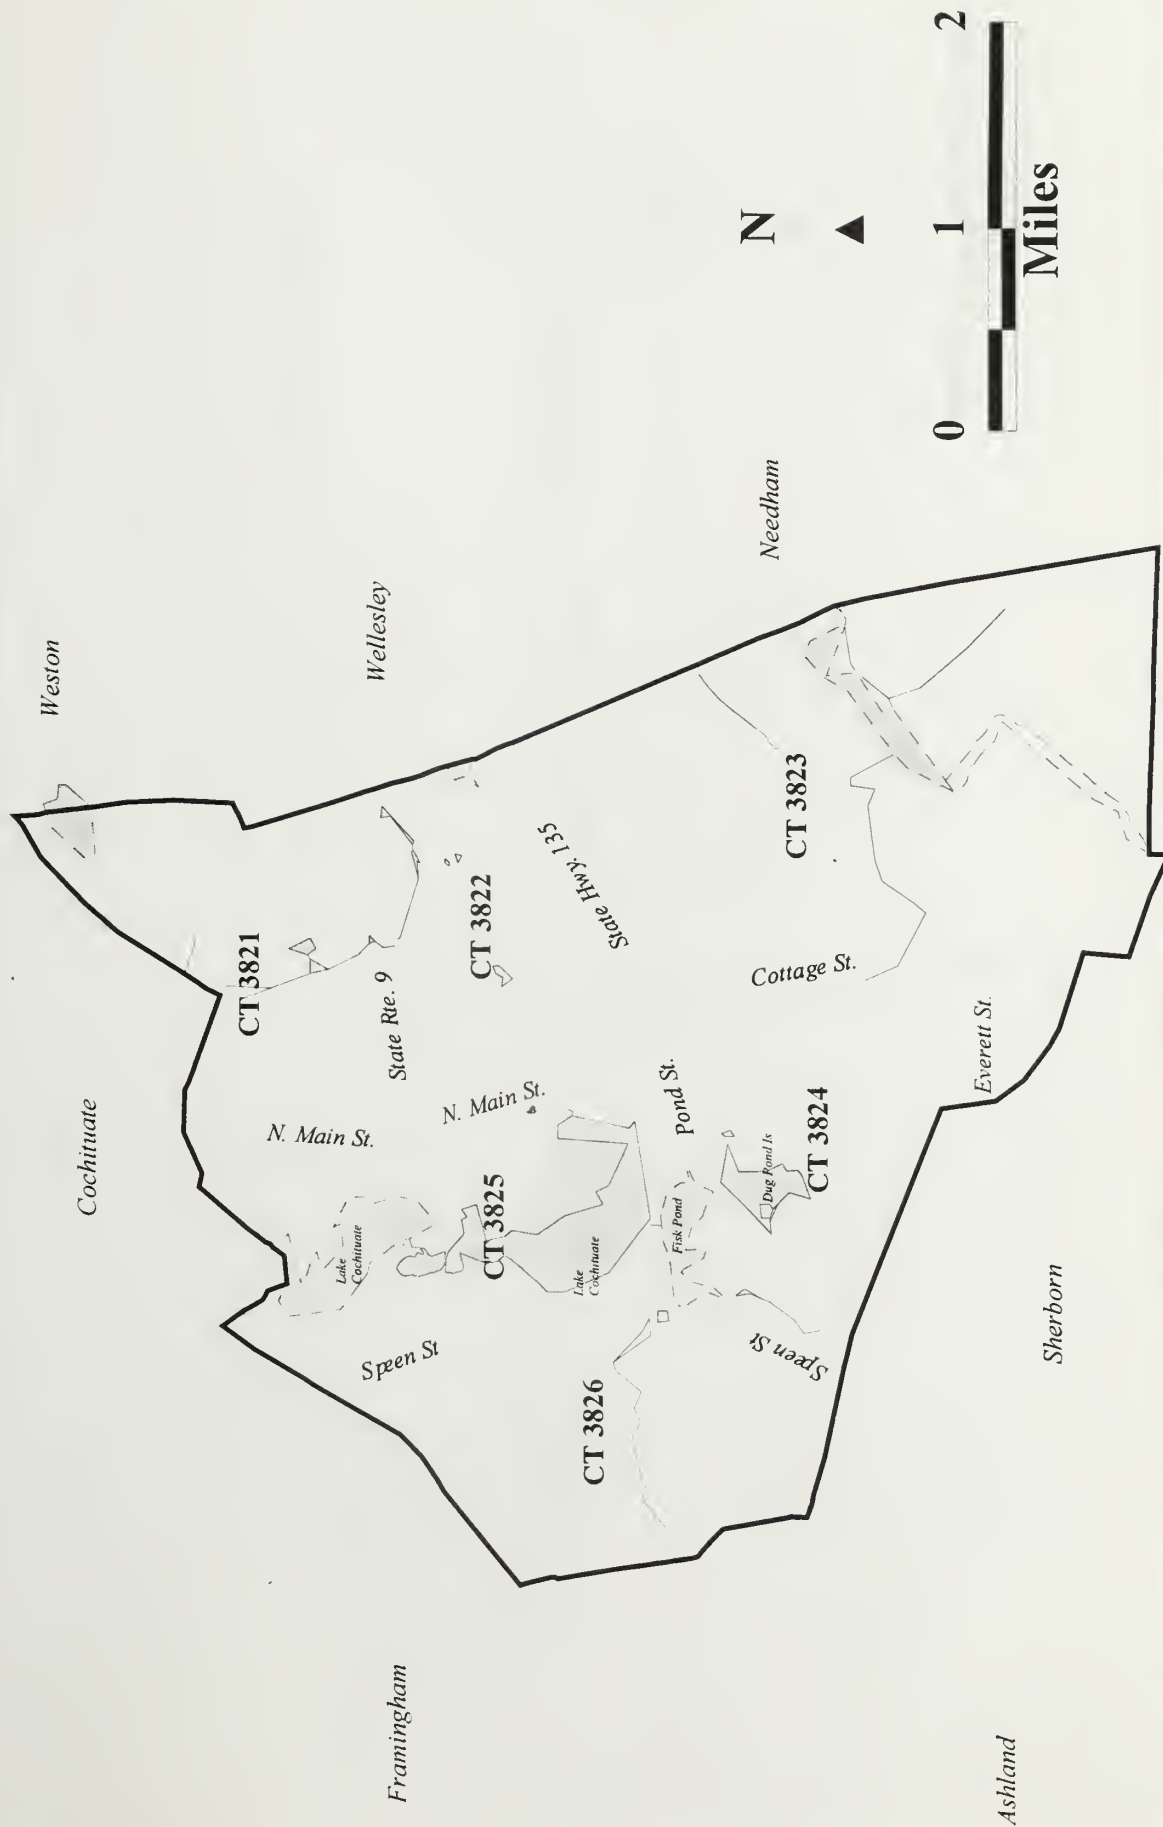 Cochituate
Weston
Framingham
Wellesley
N. Main St.
CT 3821
Lake
Cochituate
Speen St
State Rte. 9
N. Main St.
CT 3825
CT 3822
CT 3826
Lake
Cochituate
State Hwy. 135
Fisk Pond
Pond St.
Speen St
Dug Pond Is
CT 3824
Cottage St.
CT 3823
Needham
Everett St.
Ashland
Sherborn
N
0 1 2
Miles